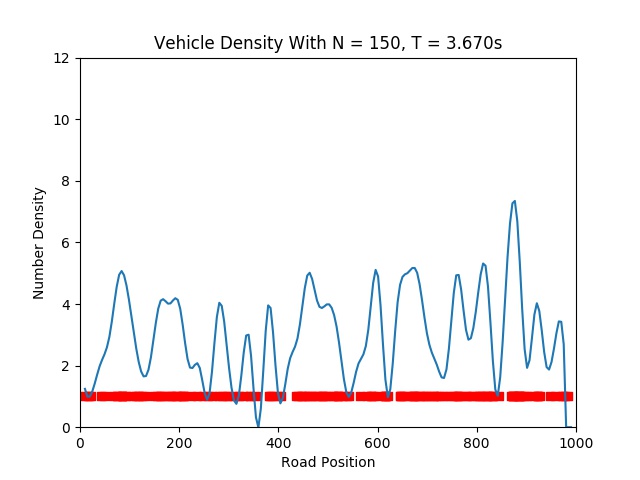 Vehicle Density With N = 150, T = 3.670s
12
10
8
6
4
2
0
Number Density
0 200 400 600 800 1000
Road Position